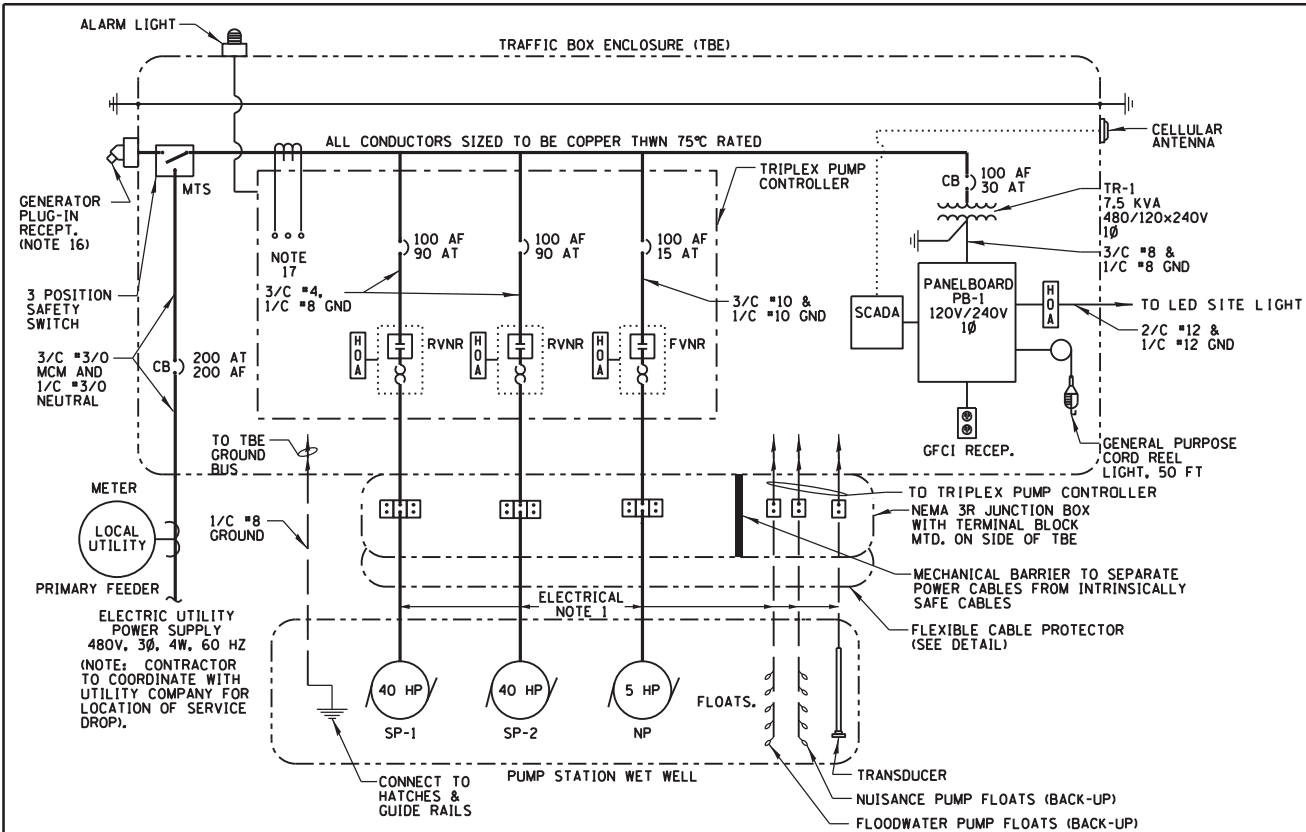 ALARM LIGHT
TRAFFIC BOX ENCLOSURE (TBE)
ALL CONDUCTORS SIZED TO BE COPPER THWN 75°C RATED
CELLULAR
ANTENNA
MTS
GENERATOR
PLUG-IN
RECEPT.
(NOTE 16)
TRIPLEX PUMP
CONTROLLER
CB
100 AF
30 AT
TR-1
7.5 KVA
480/120x240V
1Ø
3/C #8 &
1/C #8 GND
NOTE
17
100 AF
90 AT
100 AF
90 AT
100 AF
15 AT
3/C #4,
1/C #8 GND
3/C #10 &
1/C #10 GND
3 POSITION
SAFETY
SWITCH
SCADA
PANELBOARD
PB-1
120V/240V
1Ø
H
O
A
TO LED SITE LIGHT
2/C #12 &
1/C #12 GND
3/C #3/0
MCM AND
1/C #3/0
NEUTRAL
CB
200 AT
200 AF
H
O
A
RVNR
H
O
A
RVNR
H
O
A
FVNR
GFCI RECEP.
GENERAL PURPOSE
CORD REEL
LIGHT, 50 FT
TO TBE
GROUND
BUS
METER
LOCAL
UTILITY
PRIMARY FEEDER
1/C #8
GROUND
TO TRIPLEX PUMP CONTROLLER
NEMA 3R JUNCTION BOX
WITH TERMINAL BLOCK
MTD. ON SIDE OF TBE
MECHANICAL BARRIER TO SEPARATE
POWER CABLES FROM INTRINSICALLY
SAFE CABLES
ELECTRICAL
NOTE 1
FLEXIBLE CABLE PROTECTOR
(SEE DETAIL)
ELECTRIC UTILITY
POWER SUPPLY
480V, 3Ø, 4W, 60 HZ
(NOTE: CONTRACTOR
TO COORDINATE WITH
UTILITY COMPANY FOR
LOCATION OF SERVICE
DROP).
40 HP
SP-1
40 HP
SP-2
5 HP
NP
FLOATS.
CONNECT TO
HATCHES &
GUIDE RAILS
PUMP STATION WET WELL
TRANSDUCER
NUISANCE PUMP FLOATS (BACK-UP)
FLOODWATER PUMP FLOATS (BACK-UP)